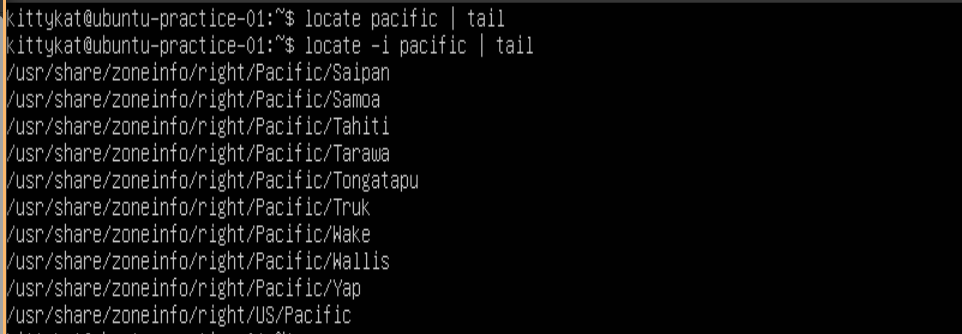 kittykat@ubuntu-practice-01:~$ locate pacific | tail
kittykat@ubuntu-practice-01:~$ locate -i pacific | tail
/usr/share/zoneinfo/right/Pacific/Saipan
/usr/share/zoneinfo/right/Pacific/Samoa
/usr/share/zoneinfo/right/Pacific/Tahiti
/usr/share/zoneinfo/right/Pacific/Tarawa
/usr/share/zoneinfo/right/Pacific/Tongatapu
/usr/share/zoneinfo/right/Pacific/Truk
/usr/share/zoneinfo/right/Pacific/Wake
/usr/share/zoneinfo/right/Pacific/Wallis
/usr/share/zoneinfo/right/Pacific/Yap
/usr/share/zoneinfo/right/US/Pacific